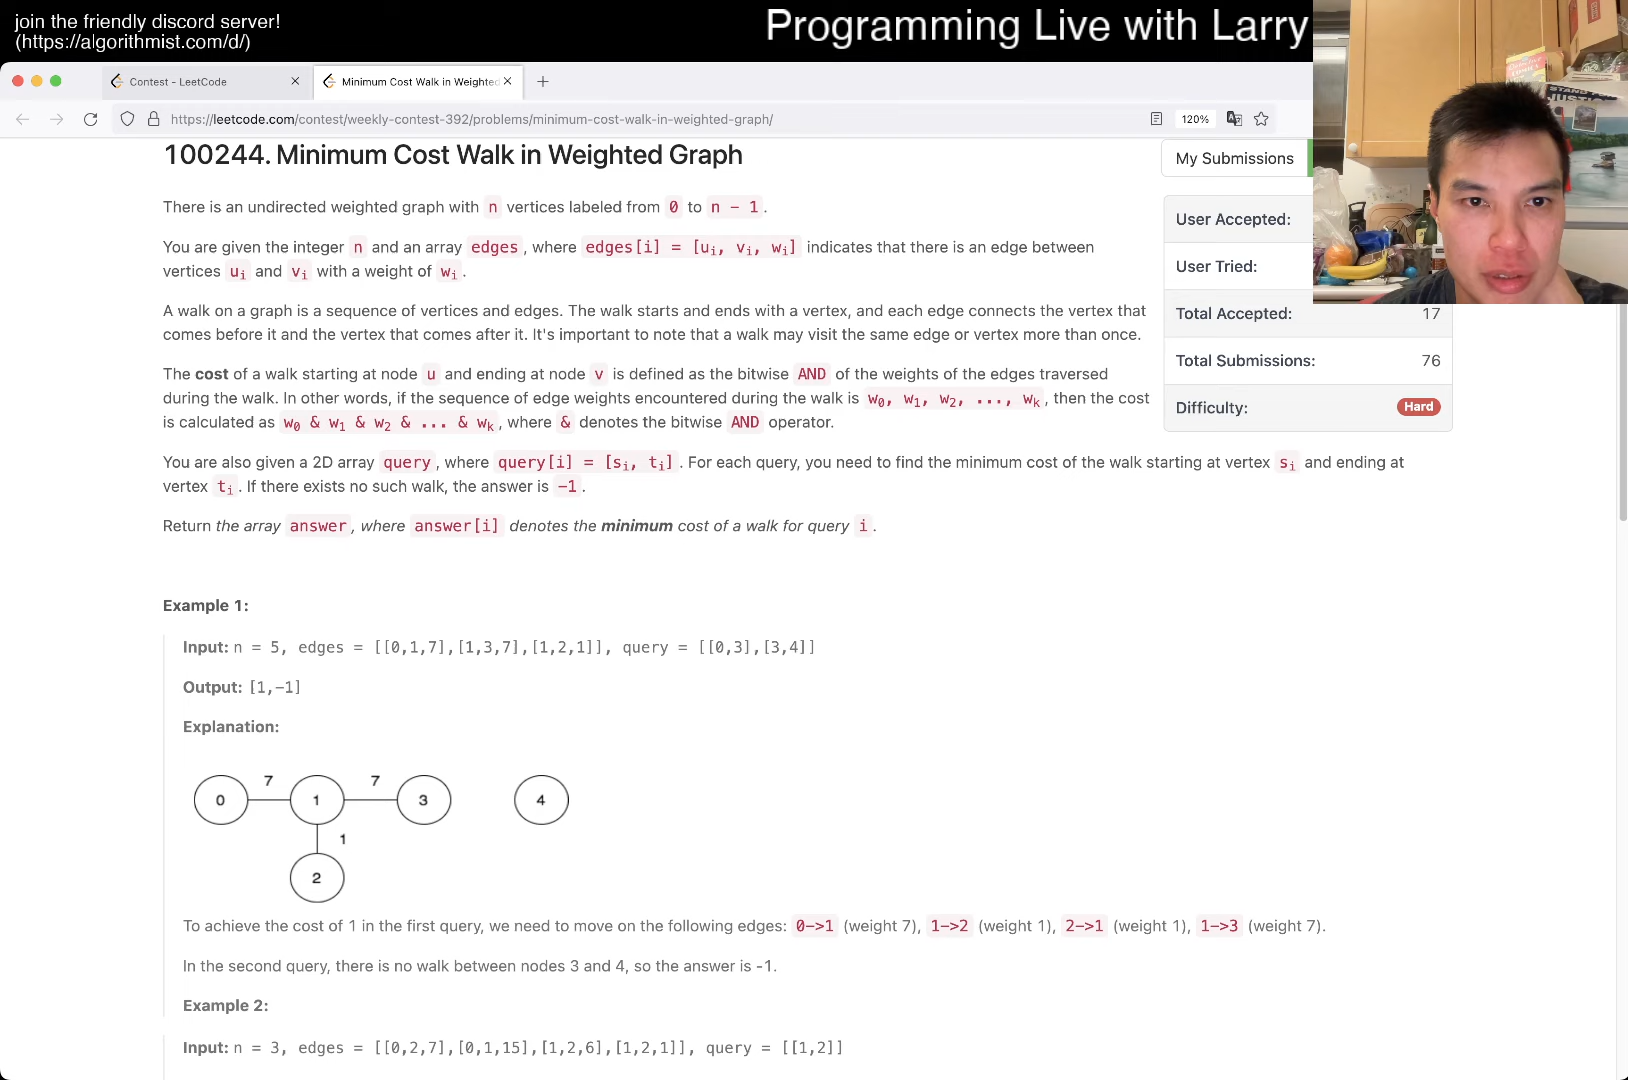 join the friendly discord server!
(https://algorithmist.com/d/)
Programming Live with Larry
Contest - LeetCode
Minimum Cost Walk in Weighted
https://leetcode.com/contest/weekly-contest-392/problems/minimum-cost-walk-in-weighted-graph/
120%
100244. Minimum Cost Walk in Weighted Graph
My Submissions
There is an undirected weighted graph with n vertices labeled from 0 to n - 1.
You are given the integer n and an array edges, where edges[i] = [ui, vi, wi] indicates that there is an edge between
vertices ui and vi with a weight of wi.
A walk on a graph is a sequence of vertices and edges. The walk starts and ends with a vertex, and each edge connects the vertex that
comes before it and the vertex that comes after it. It's important to note that a walk may visit the same edge or vertex more than once.
The cost of a walk starting at node u and ending at node v is defined as the bitwise AND of the weights of the edges traversed
during the walk. In other words, if the sequence of edge weights encountered during the walk is w0, w1, w2, ..., wk, then the cost
is calculated as w0 & w1 & w2 & ... & wk, where & denotes the bitwise AND operator.
User Accepted:
User Tried:
Total Accepted: 17
Total Submissions: 76
Difficulty: Hard
You are also given a 2D array query, where query[i] = [si, ti]. For each query, you need to find the minimum cost of the walk starting at vertex si and ending at
vertex ti. If there exists no such walk, the answer is -1.
Return the array answer, where answer[i] denotes the minimum cost of a walk for query i.
Example 1:
Input: n = 5, edges = [[0,1,7],[1,3,7],[1,2,1]], query = [[0,3],[3,4]]
Output: [1,-1]
Explanation:
7 7
0 1 3 4
1
2
To achieve the cost of 1 in the first query, we need to move on the following edges: 0->1 (weight 7), 1->2 (weight 1), 2->1 (weight 1), 1->3 (weight 7).
In the second query, there is no walk between nodes 3 and 4, so the answer is -1.
Example 2:
Input: n = 3, edges = [[0,2,7],[0,1,15],[1,2,6],[1,2,1]], query = [[1,2]]